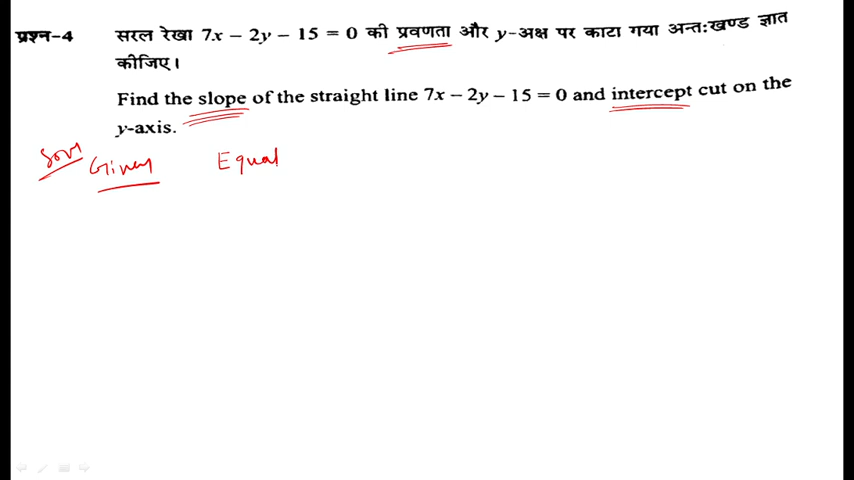 प्रश्न-4 सरल रेखा 7x − 2y − 15 = 0 की प्रवणता और y-अक्ष पर काटा गया अन्त:खण्ड ज्ञात
कीजिए।
Find the slope of the straight line 7x − 2y − 15 = 0 and intercept cut on the
y-axis.
Given Equal